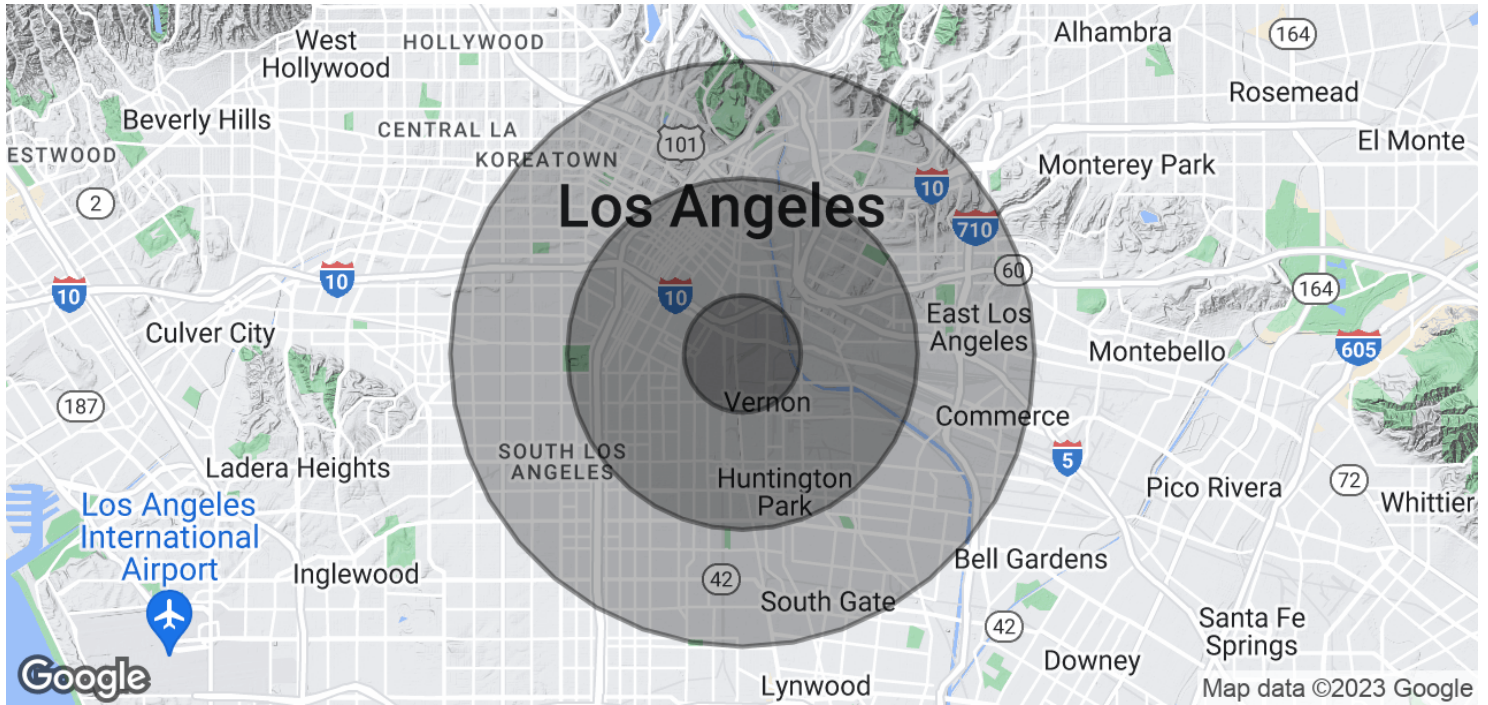 West
Hollywood
HOLLYWOOD
Alhambra
164
Rosemead
Beverly Hills
CENTRAL LA
101
El Monte
ESTWOOD
KOREATOWN
Monterey Park
2
10
Los Angeles
710
10
10
10
60
164
Culver City
East Los
Angeles
Montebello
605
187
Vernon
Commerce
SOUTH LOS
ANGELES
5
Ladera Heights
Huntington
Park
Pico Rivera
72
Whittier
Los Angeles
International
Airport
Inglewood
42
Bell Gardens
South Gate
42
Santa Fe
Springs
Downey
Google
Lynwood
Map data ©2023 Google